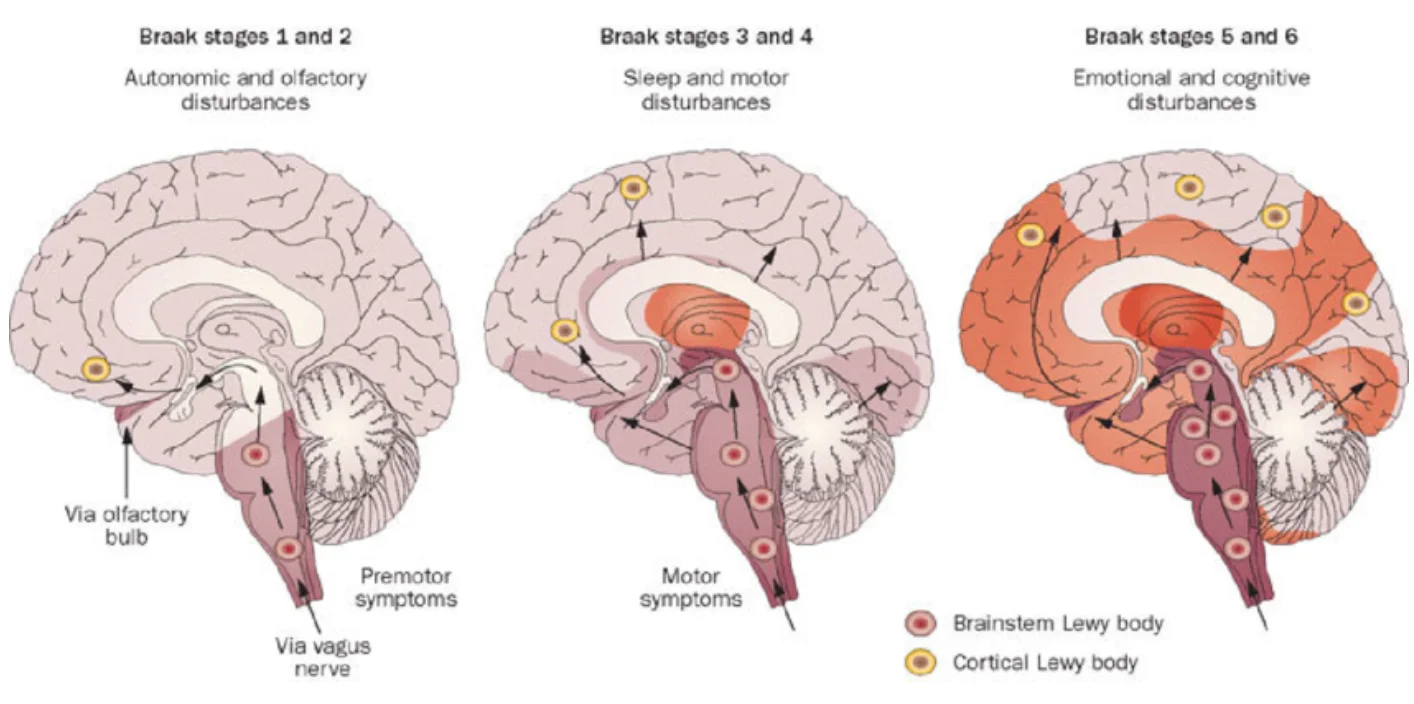 Braak stages 1 and 2
Autonomic and olfactory
disturbances
Via olfactory
bulb
Premotor
symptoms
Via vagus
nerve
Braak stages 3 and 4
Sleep and motor
disturbances
Motor
symptoms
Braak stages 5 and 6
Emotional and cognitive
disturbances
Brainstem Lewy body
Cortical Lewy body